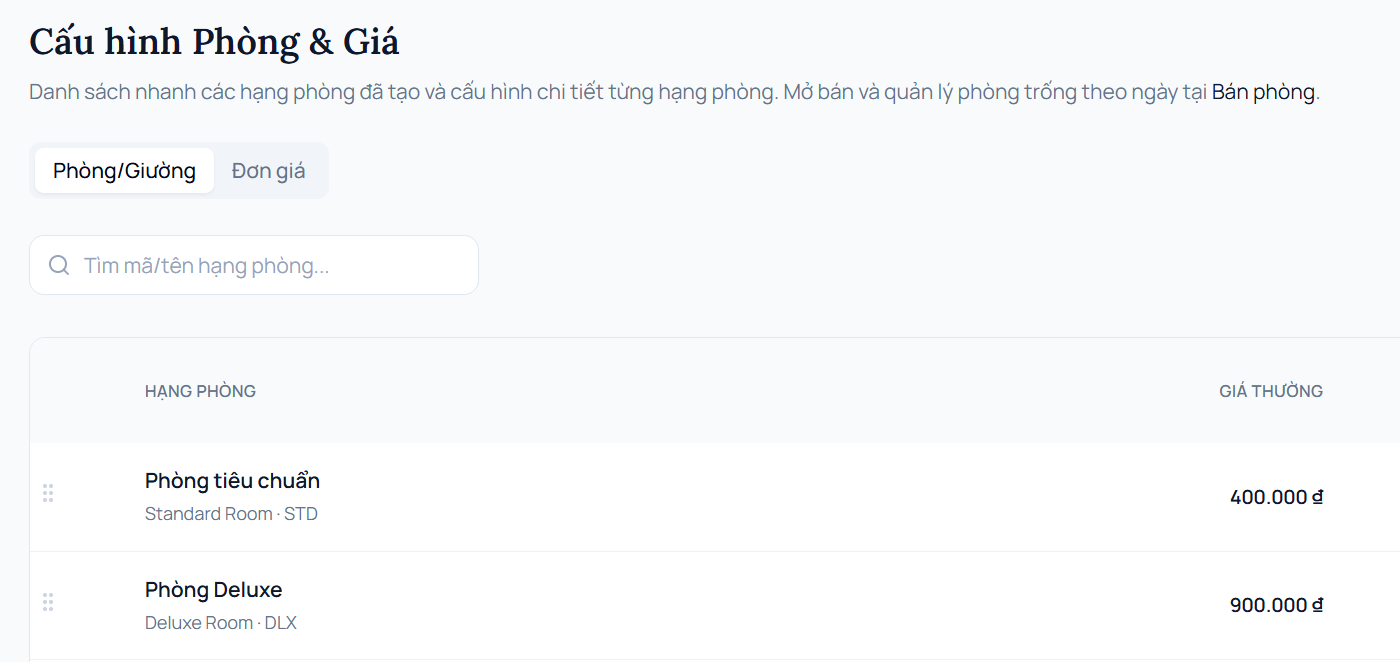 Cấu hình Phòng & Giá
Danh sách nhanh các hạng phòng đã tạo và cấu hình chi tiết từng hạng phòng. Mở bán và quản lý phòng trống theo ngày tại Bán phòng.
Phòng/Giường Đơn giá
Tìm mã/tên hạng phòng...
HẠNG PHÒNG GIÁ THƯỜNG
Phòng tiêu chuẩn
Standard Room · STD
400.000 ₫
Phòng Deluxe
Deluxe Room · DLX
900.000 ₫